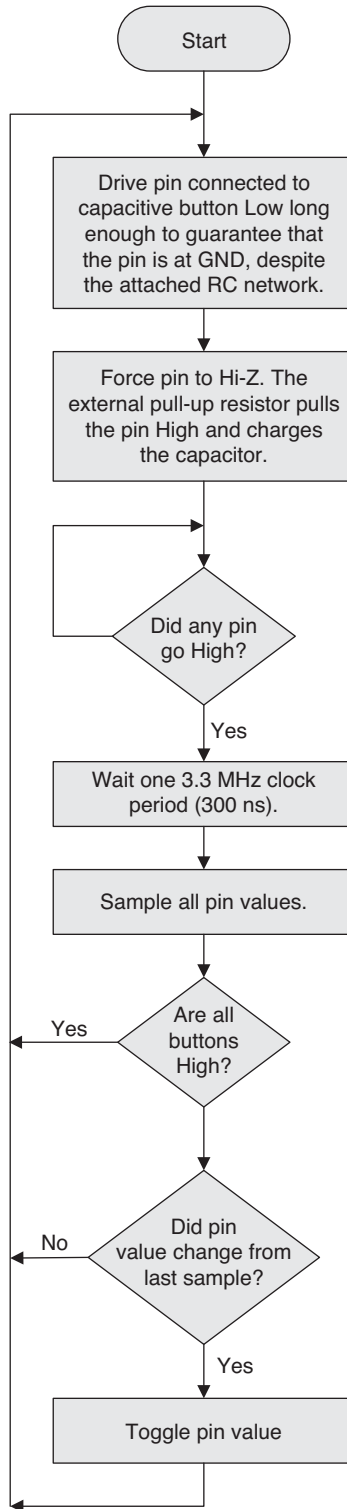 Start
Drive pin connected to
capacitive button Low long
enough to guarantee that
the pin is at GND, despite
the attached RC network.
Force pin to Hi-Z. The
external pull-up resistor pulls
the pin High and charges
the capacitor.
Did any pin
go High?
Yes
Wait one 3.3 MHz clock
period (300 ns).
Sample all pin values.
Are all
buttons
High?
Yes
Did pin
value change from
last sample?
No
Yes
Toggle pin value